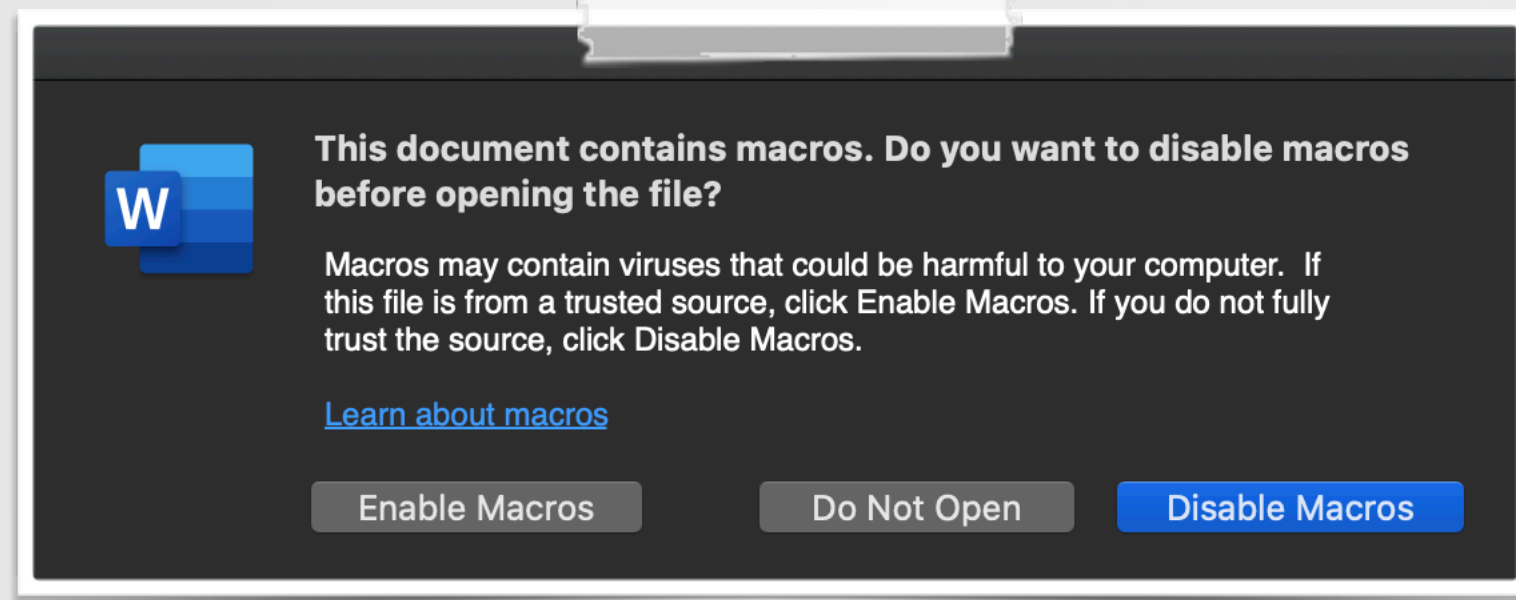 This document contains macros. Do you want to disable macros
before opening the file?
W
Macros may contain viruses that could be harmful to your computer.  If
this file is from a trusted source, click Enable Macros. If you do not fully
trust the source, click Disable Macros.
Learn about macros
Enable Macros
Do Not Open
Disable Macros